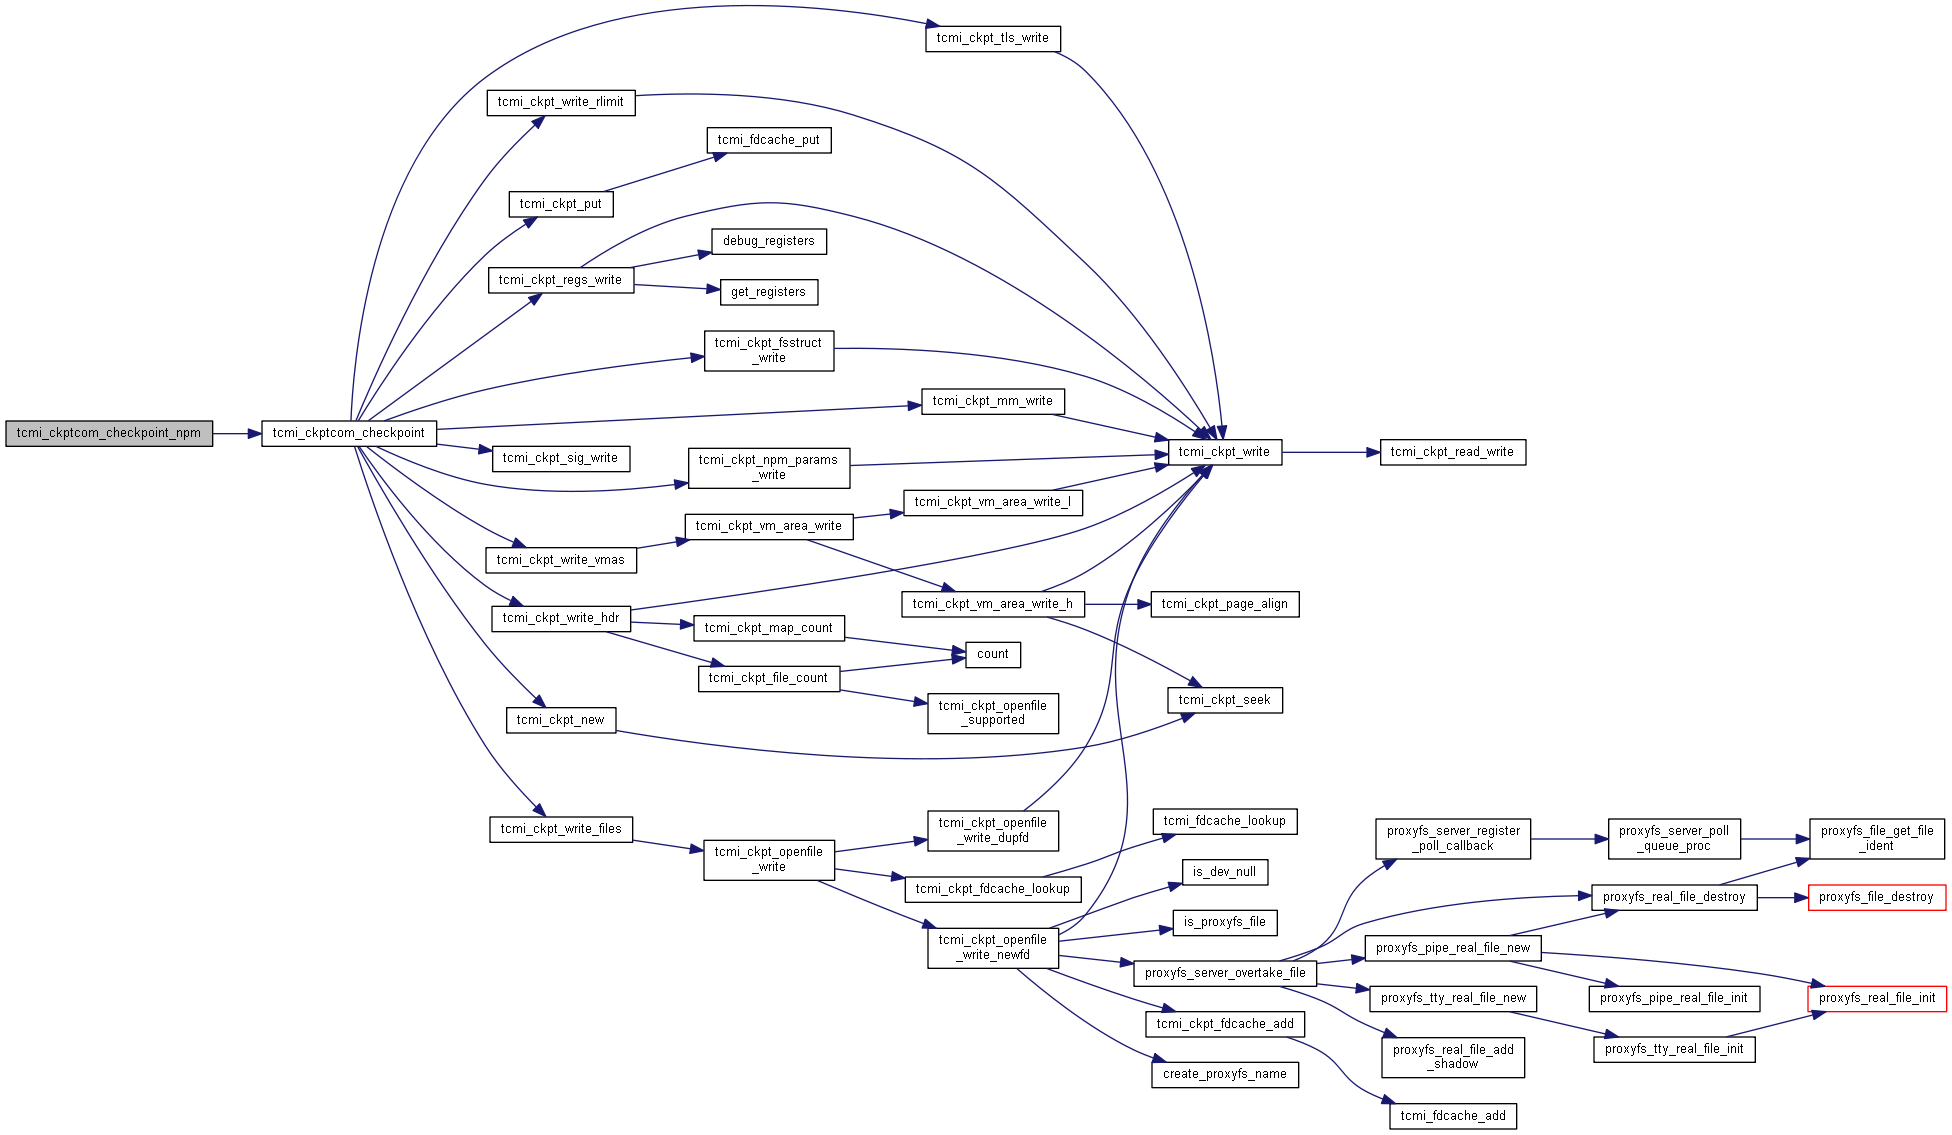 tcmi_ckpt_tls_write
tcmi_ckpt_write_rlimit
tcmi_fdcache_put
tcmi_ckpt_put
debug_registers
tcmi_ckpt_regs_write
get_registers
tcmi_ckpt_fsstruct
_write
tcmi_ckpt_mm_write
tcmi_ckptcom_checkpoint_npm
tcmi_ckptcom_checkpoint
tcmi_ckpt_sig_write
tcmi_ckpt_npm_params
_write
tcmi_ckpt_write
tcmi_ckpt_read_write
tcmi_ckpt_vm_area_write_l
tcmi_ckpt_vm_area_write
tcmi_ckpt_write_vmas
tcmi_ckpt_vm_area_write_h
tcmi_ckpt_page_align
tcmi_ckpt_write_hdr
tcmi_ckpt_map_count
count
tcmi_ckpt_file_count
tcmi_ckpt_seek
tcmi_ckpt_openfile
_supported
tcmi_ckpt_new
tcmi_ckpt_write_files
tcmi_ckpt_openfile
_write_dupfd
tcmi_fdcache_lookup
proxyfs_server_register
_poll_callback
proxyfs_server_poll
_queue_proc
proxyfs_file_get_file
_ident
tcmi_ckpt_openfile
_write
is_dev_null
tcmi_ckpt_fdcache_lookup
proxyfs_real_file_destroy
proxyfs_file_destroy
is_proxyfs_file
tcmi_ckpt_openfile
_write_newfd
proxyfs_pipe_real_file_new
proxyfs_server_overtake_file
proxyfs_tty_real_file_new
proxyfs_pipe_real_file_init
proxyfs_real_file_init
tcmi_ckpt_fdcache_add
proxyfs_real_file_add
_shadow
proxyfs_tty_real_file_init
create_proxyfs_name
tcmi_fdcache_add